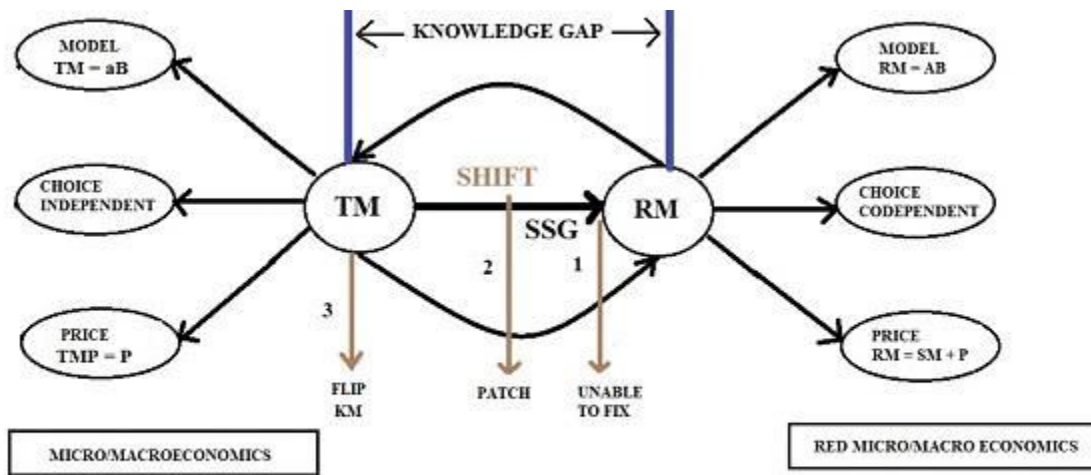 KNOWLEDGE GAP
MODEL
TM = aB
MODEL
RM = AB
SHIFT
CHOICE
INDEPENDENT
TM
RM
CHOICE
CODEPENDENT
SSG
2
1
3
PRICE
TMP = P
PRICE
RM = SM + P
FLIP
KM
PATCH
UNABLE
TO FIX
MICRO/MACROECONOMICS
RED MICRO/MACRO ECONOMICS